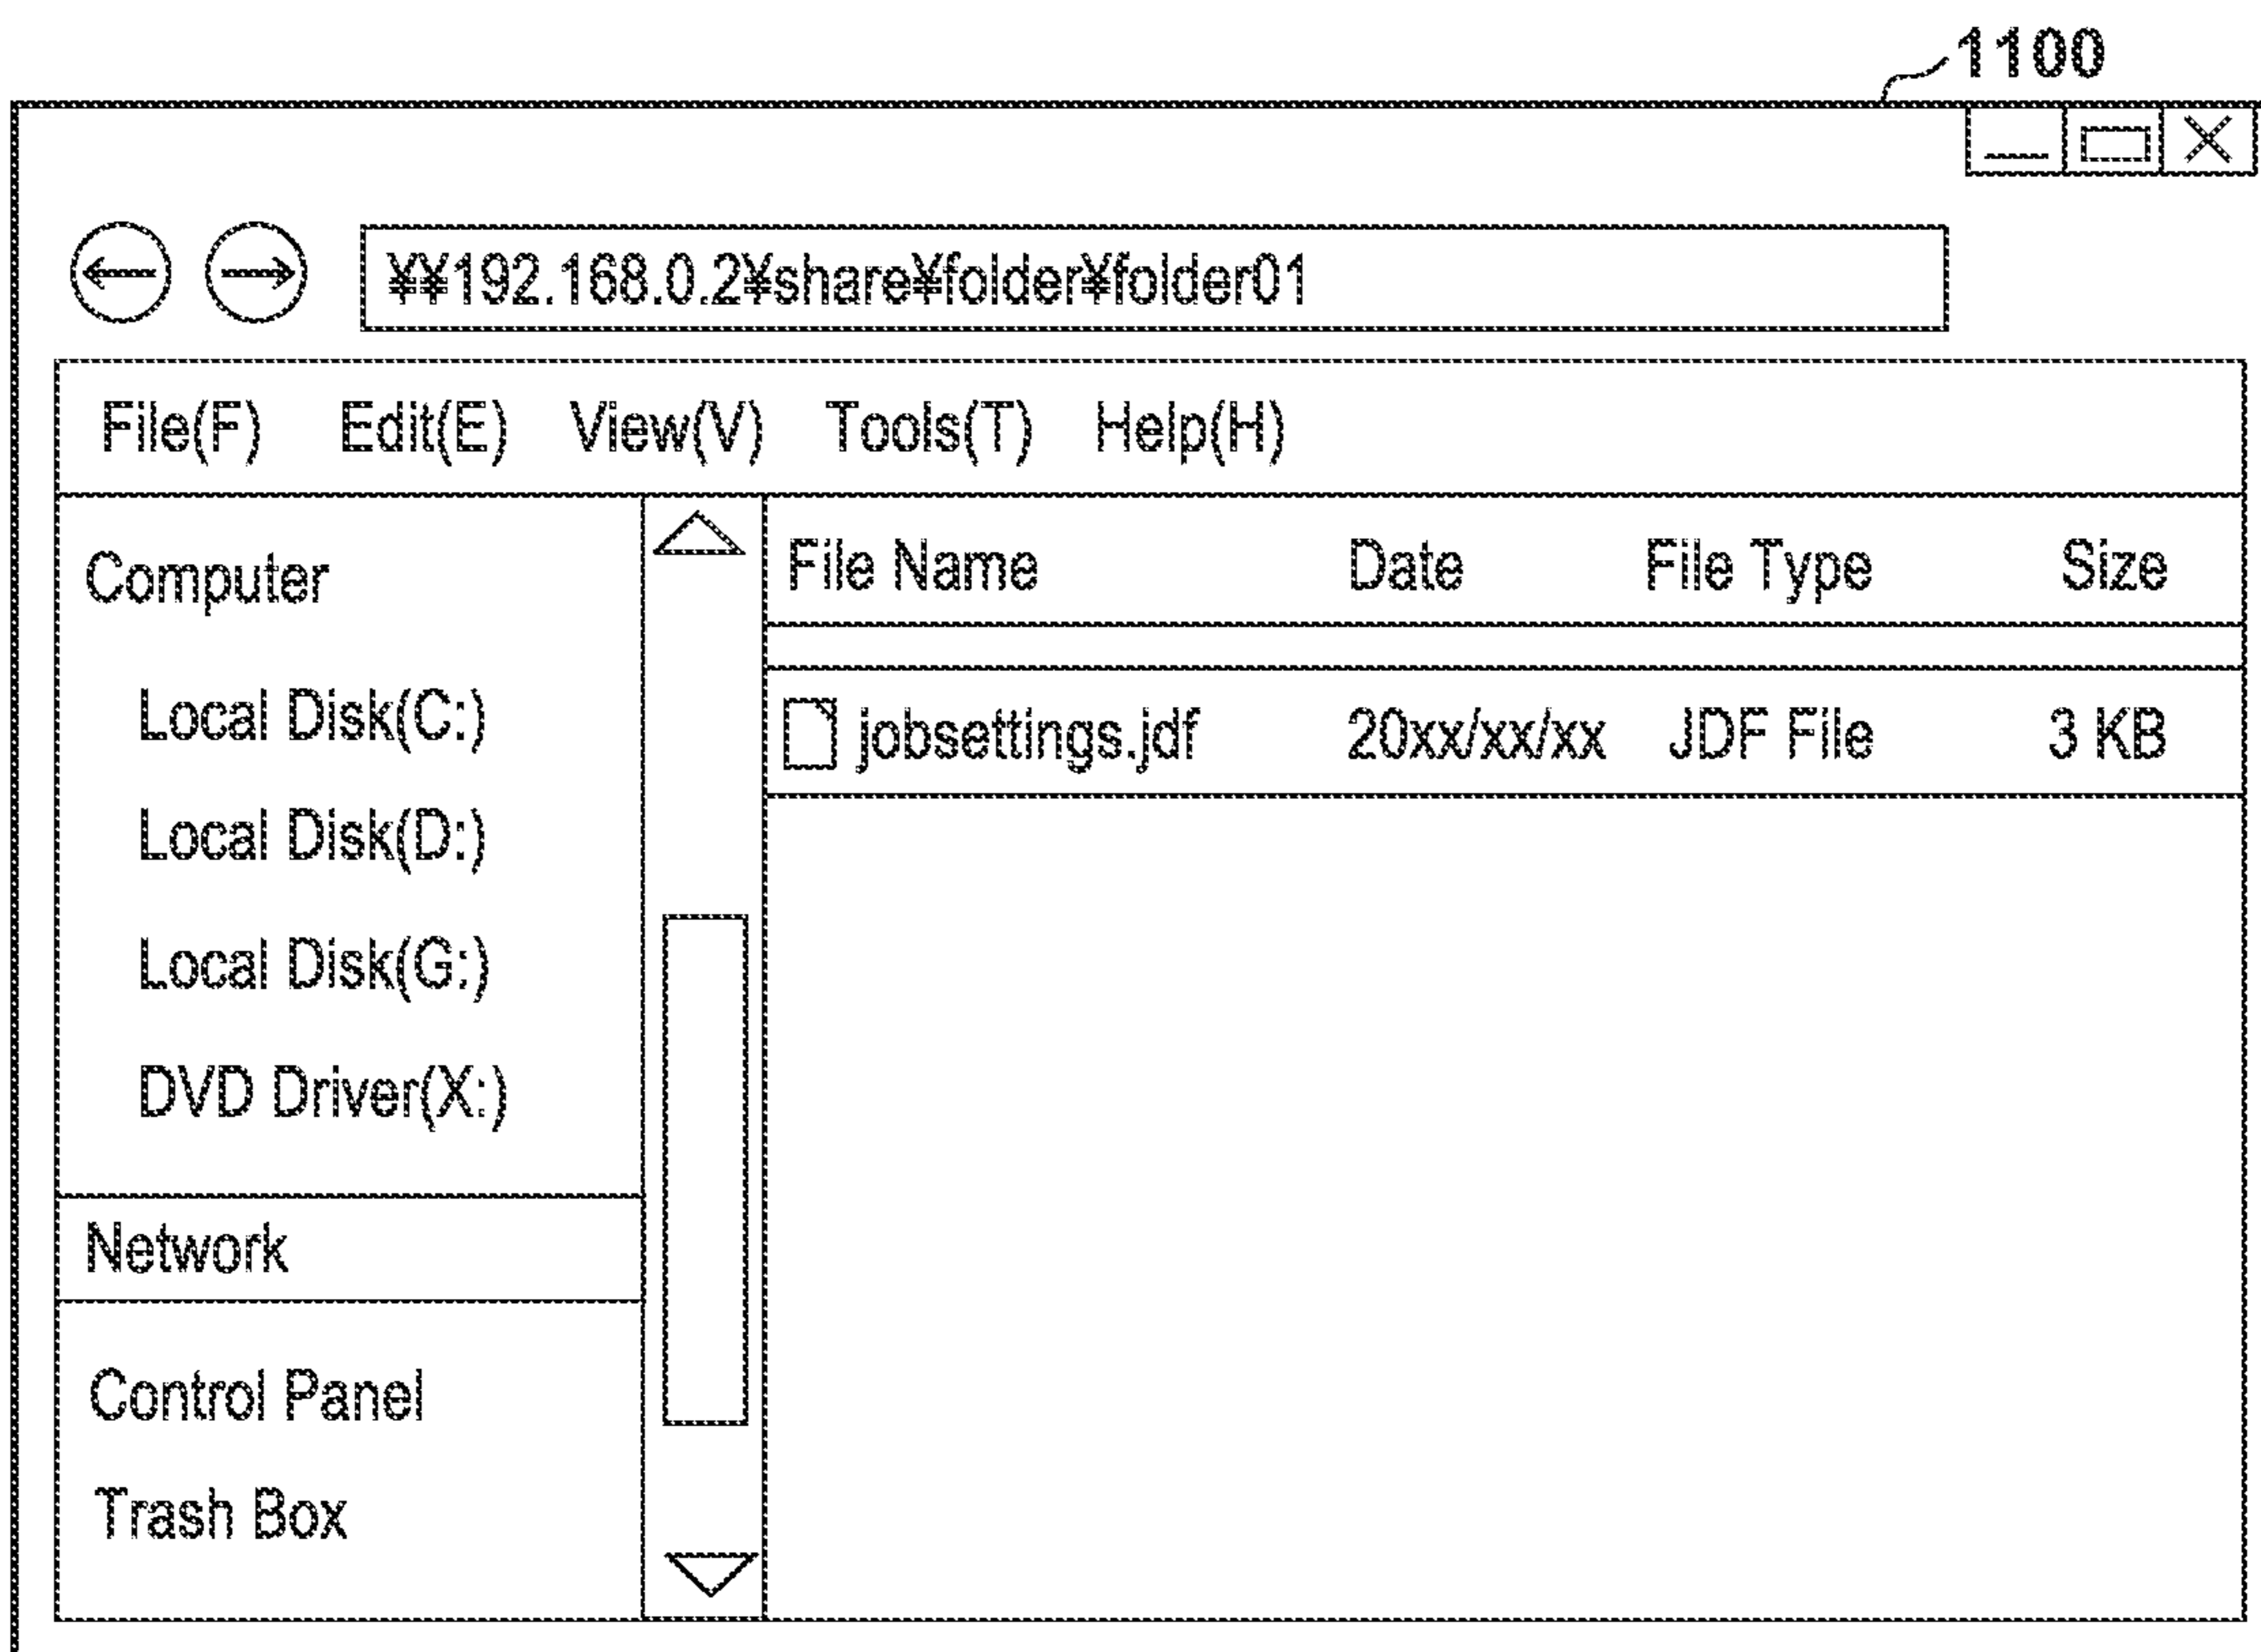 1100
¥¥192.168.0.2¥share¥folder¥folder01
File(F) Edit(E) View(V) Tools(T) Help(H)
Computer
Local Disk(C:)
Local Disk(D:)
Local Disk(G:)
DVD Driver(X:)
Network
Control Panel
Trash Box
File Name Date File Type Size
jobsettings.jdf 20xx/xx/xx JDF File 3 KB